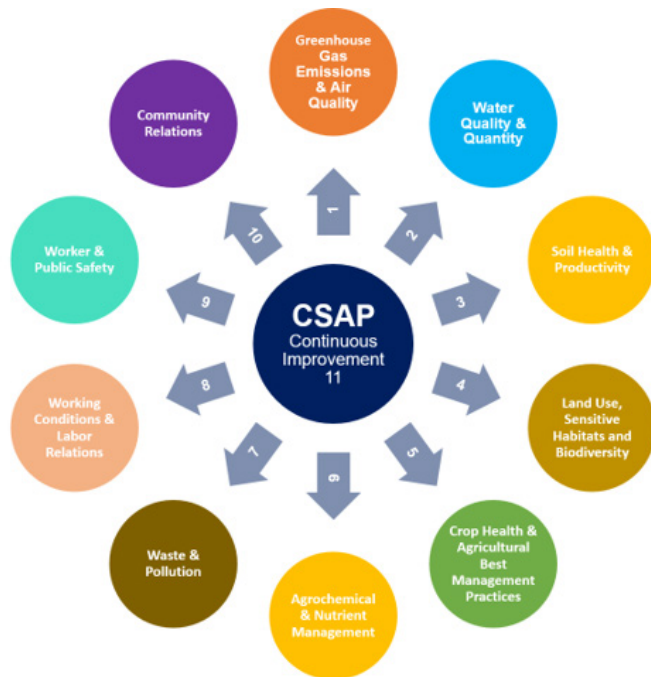 Greenhouse
Gas
Emissions
& Air
Quality
Water
Quality &
Quantity
Soil Health &
Productivity
Land Use,
Sensitive
Habitats and
Biodiversity
Crop Health &
Agricultural
Best
Management
Practices
Agrochemical
& Nutrient
Management
Waste &
Pollution
Working
Conditions &
Labor
Relations
Worker &
Public Safety
Community
Relations
1
2
3
4
5
6
7
8
9
10
CSAP
Continuous
Improvement
11